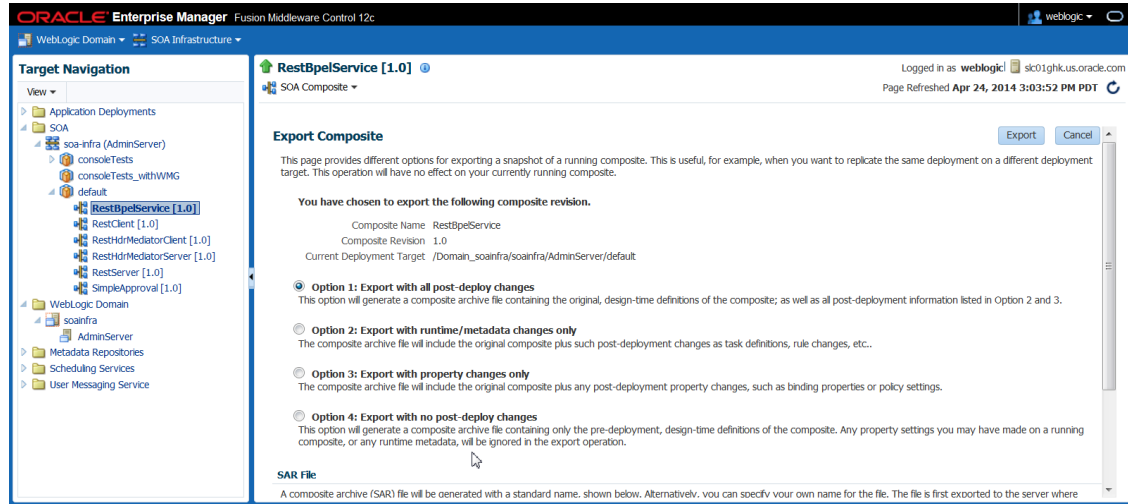 ORACLE Enterprise Manager Fusion Middleware Control 12c
weblogic
WebLogic Domain SOA Infrastructure
Target Navigation
View
Application Deployments
SOA
soa-infra (AdminServer)
consoleTests
consoleTests_withWMG
default
RestBpelService [1.0]
RestClient [1.0]
RestHdrMediatorClient [1.0]
RestHdrMediatorServer [1.0]
RestServer [1.0]
SimpleApproval [1.0]
WebLogic Domain
soainfra
AdminServer
Metadata Repositories
Scheduling Services
User Messaging Service
RestBpelService [1.0]
Logged in as weblogic slc01ghk.us.oracle.com
SOA Composite
Page Refreshed Apr 24, 2014 3:03:52 PM PDT
Export Composite
Export Cancel
This page provides different options for exporting a snapshot of a running composite. This is useful, for example, when you want to replicate the same deployment on a different deployment
target. This operation will have no effect on your currently running composite.
You have chosen to export the following composite revision.
Composite Name RestBpelService
Composite Revision 1.0
Current Deployment Target /Domain_soainfra/soainfra/AdminServer/default
Option 1: Export with all post-deploy changes
This option will generate a composite archive file containing the original, design-time definitions of the composite; as well as all post-deployment information listed in Option 2 and 3.
Option 2: Export with runtime/metadata changes only
The composite archive file will include the original composite plus such post-deployment changes as task definitions, rule changes, etc..
Option 3: Export with property changes only
The composite archive file will include the original composite plus any post-deployment property changes, such as binding properties or policy settings.
Option 4: Export with no post-deploy changes
This option will generate a composite archive file containing only the pre-deployment, design-time definitions of the composite. Any property settings you may have made on a running
composite, or any runtime metadata, will be ignored in the export operation.
SAR File
A composite archive (SAR) file will be generated with a standard name, shown below. Alternatively, you can specify your own name for the file. The file is first exported to the server where